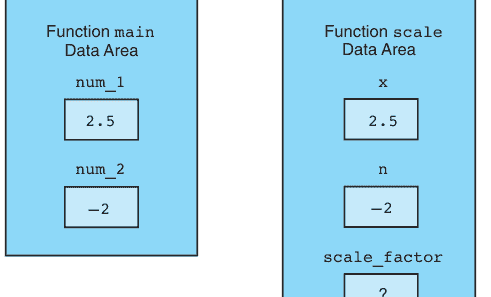 Function main
Data Area
num_1
2.5
num_2
−2
Function scale
Data Area
x
2.5
n
−2
scale_factor
?